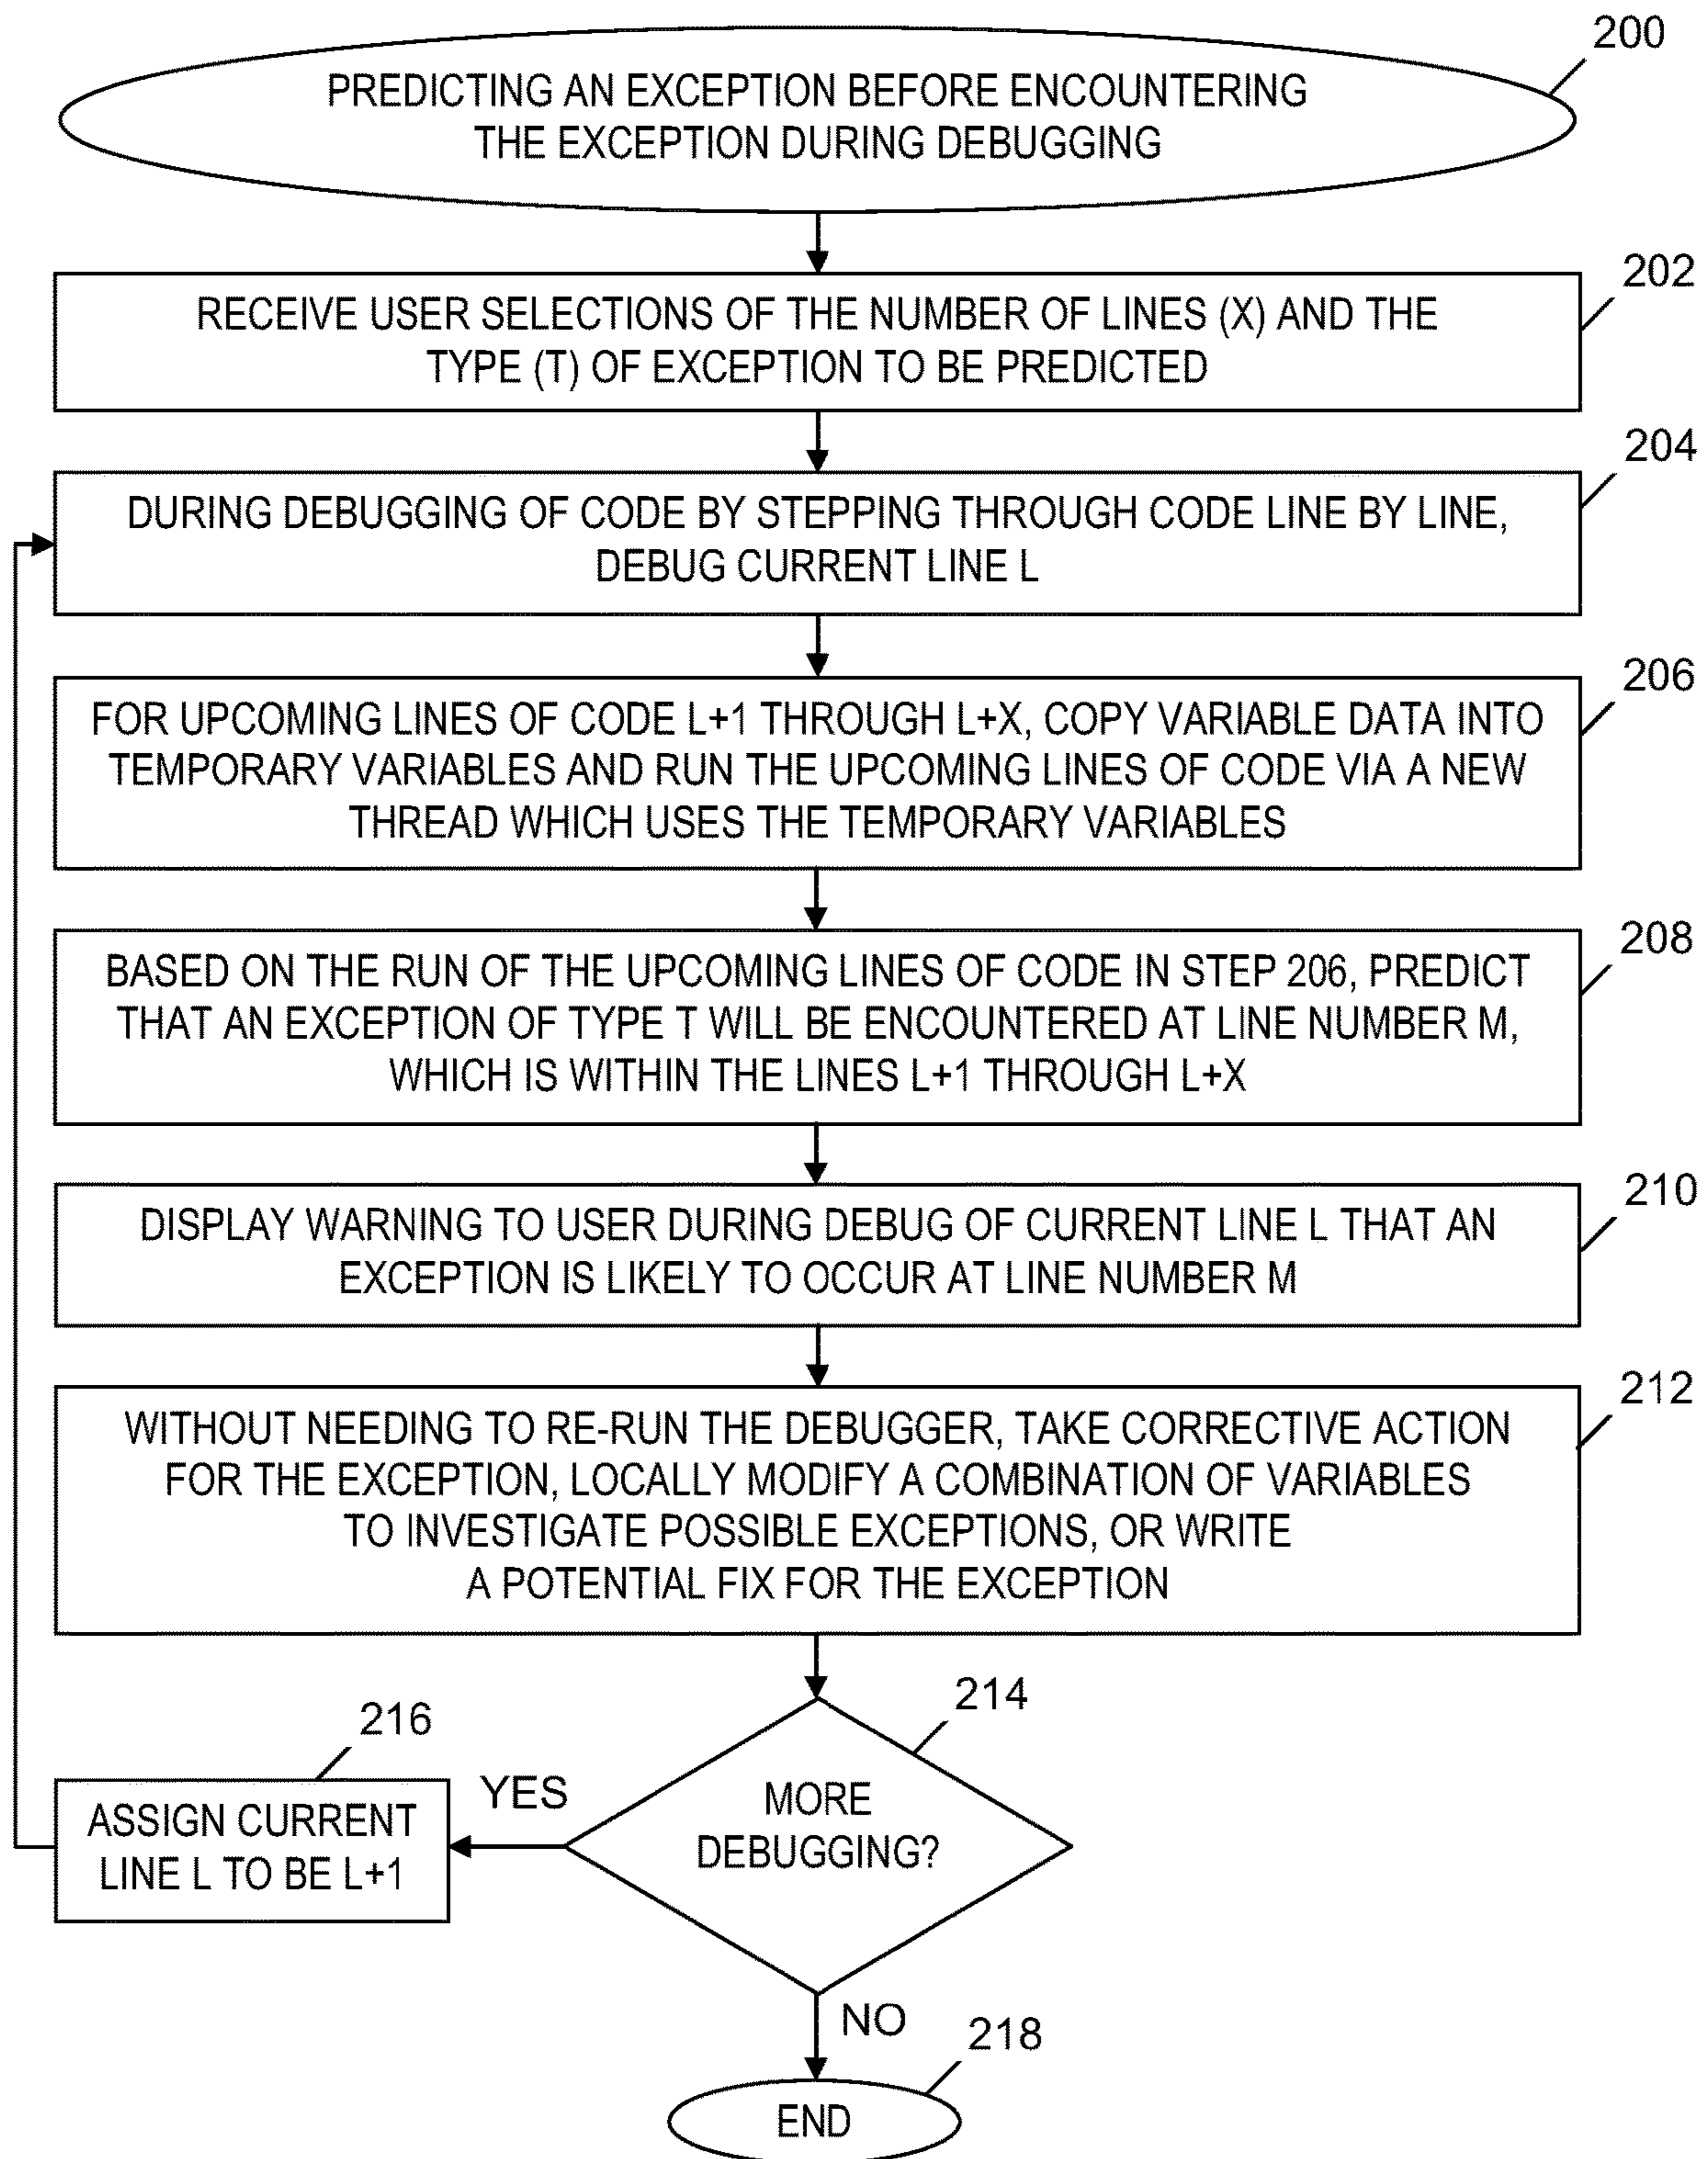 200
PREDICTING AN EXCEPTION BEFORE ENCOUNTERING
THE EXCEPTION DURING DEBUGGING
202
RECEIVE USER SELECTIONS OF THE NUMBER OF LINES (X) AND THE
TYPE (T) OF EXCEPTION TO BE PREDICTED
204
DURING DEBUGGING OF CODE BY STEPPING THROUGH CODE LINE BY LINE,
DEBUG CURRENT LINE L
206
FOR UPCOMING LINES OF CODE L+1 THROUGH L+X, COPY VARIABLE DATA INTO
TEMPORARY VARIABLES AND RUN THE UPCOMING LINES OF CODE VIA A NEW
THREAD WHICH USES THE TEMPORARY VARIABLES
208
BASED ON THE RUN OF THE UPCOMING LINES OF CODE IN STEP 206, PREDICT
THAT AN EXCEPTION OF TYPE T WILL BE ENCOUNTERED AT LINE NUMBER M,
WHICH IS WITHIN THE LINES L+1 THROUGH L+X
210
DISPLAY WARNING TO USER DURING DEBUG OF CURRENT LINE L THAT AN
EXCEPTION IS LIKELY TO OCCUR AT LINE NUMBER M
212
WITHOUT NEEDING TO RE-RUN THE DEBUGGER, TAKE CORRECTIVE ACTION
FOR THE EXCEPTION, LOCALLY MODIFY A COMBINATION OF VARIABLES
TO INVESTIGATE POSSIBLE EXCEPTIONS, OR WRITE
A POTENTIAL FIX FOR THE EXCEPTION
214
MORE
DEBUGGING?
YES
216
ASSIGN CURRENT
LINE L TO BE L+1
NO
218
END